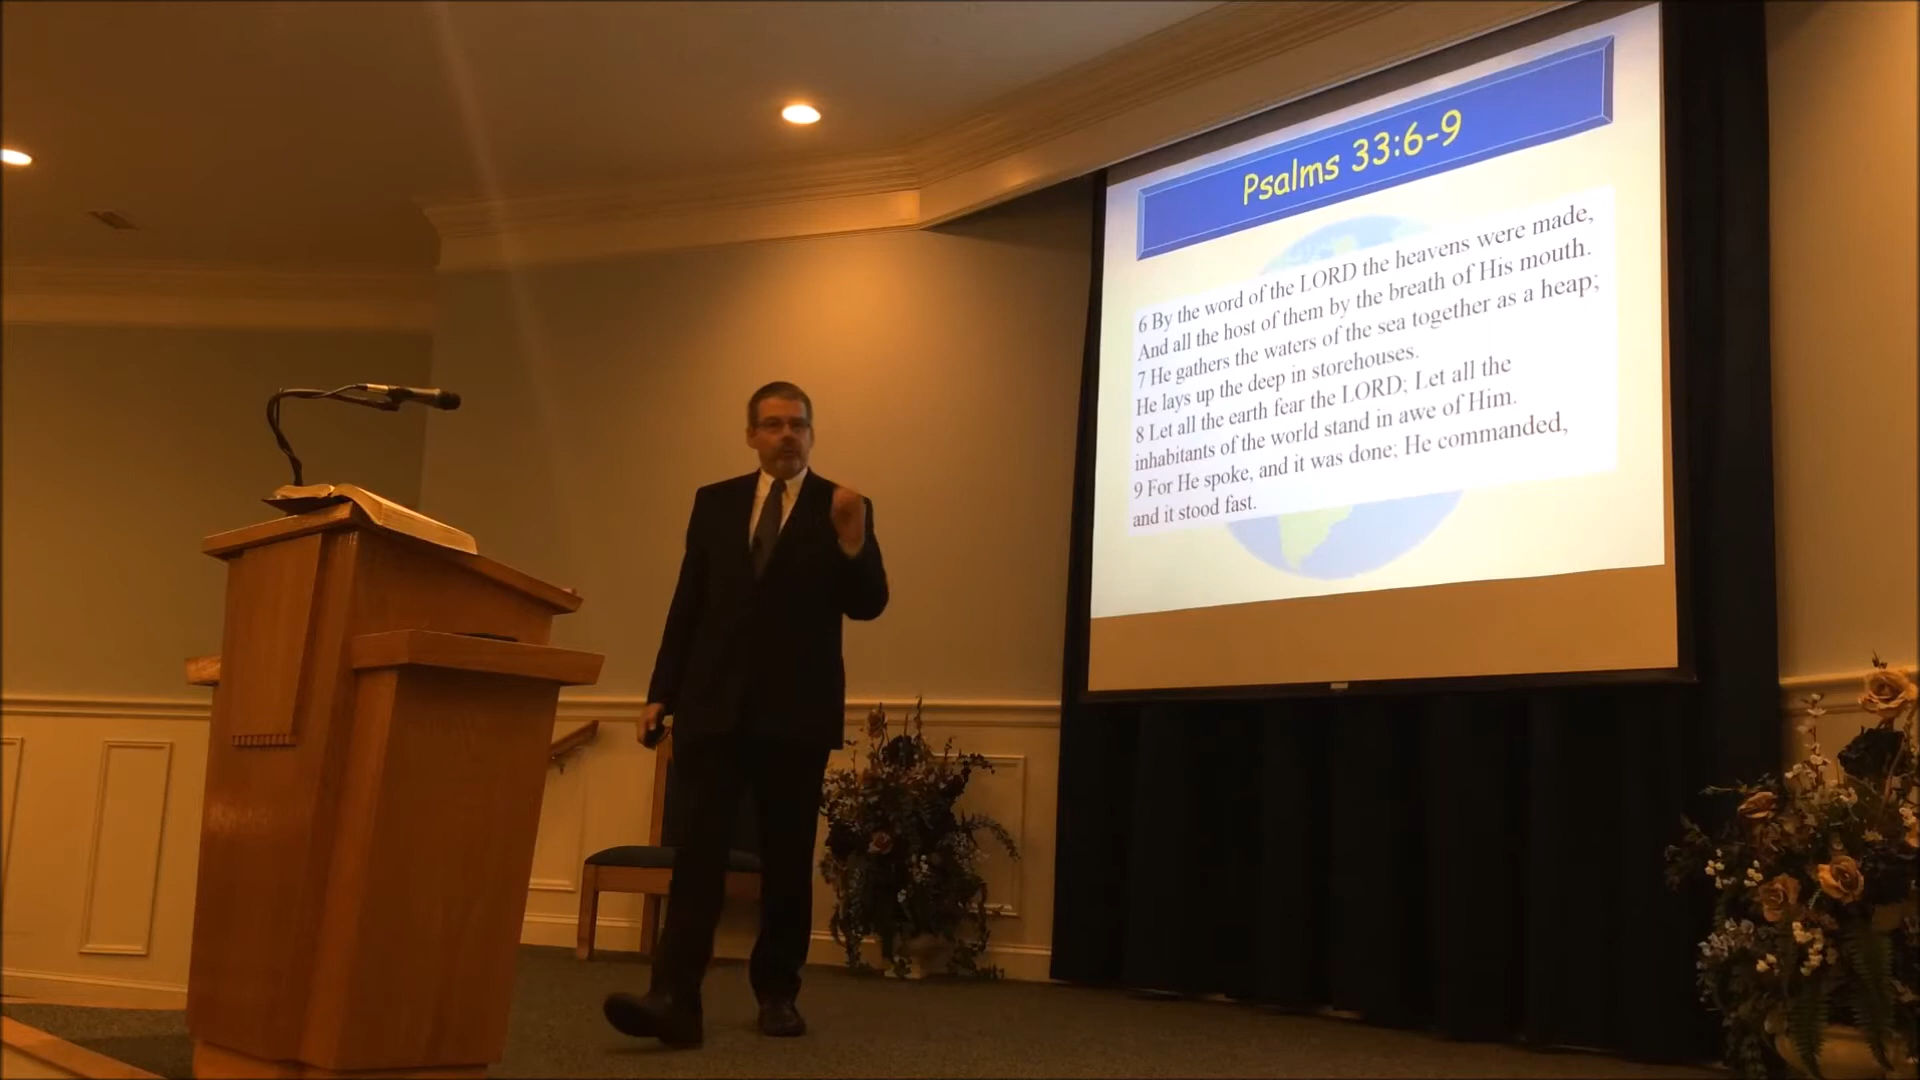 Psalms 33:6-9
6 By the word of the LORD the heavens were made,
And all the host of them by the breath of His mouth.
7 He gathers the waters of the sea together as a heap;
He lays up the deep in storehouses.
8 Let all the earth fear the LORD; Let all the
inhabitants of the world stand in awe of Him.
9 For He spoke, and it was done; He commanded,
and it stood fast.